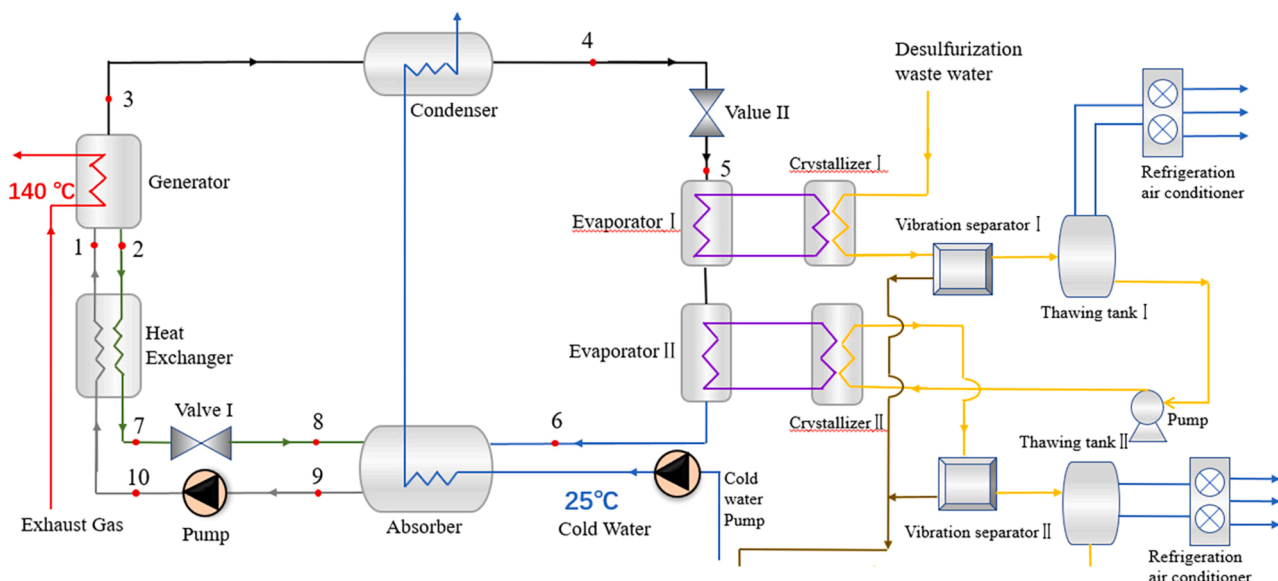 4
3
Condenser
Value II
Desulfurization
waste water
Refrigeration
air conditioner
140 ℃
Generator
5
Crystallizer Ⅰ
Evaporator Ⅰ
Vibration separator Ⅰ
1
2
Thawing tank Ⅰ
Heat
Exchanger
Evaporator Ⅱ
Crystallizer Ⅱ
Pump
7
Valve I
8
6
Thawing tank Ⅱ
10
9
25℃
Cold Water
Cold
water
Pump
Exhaust Gas
Pump
Absorber
Vibration separator Ⅱ
Refrigeration
air conditioner